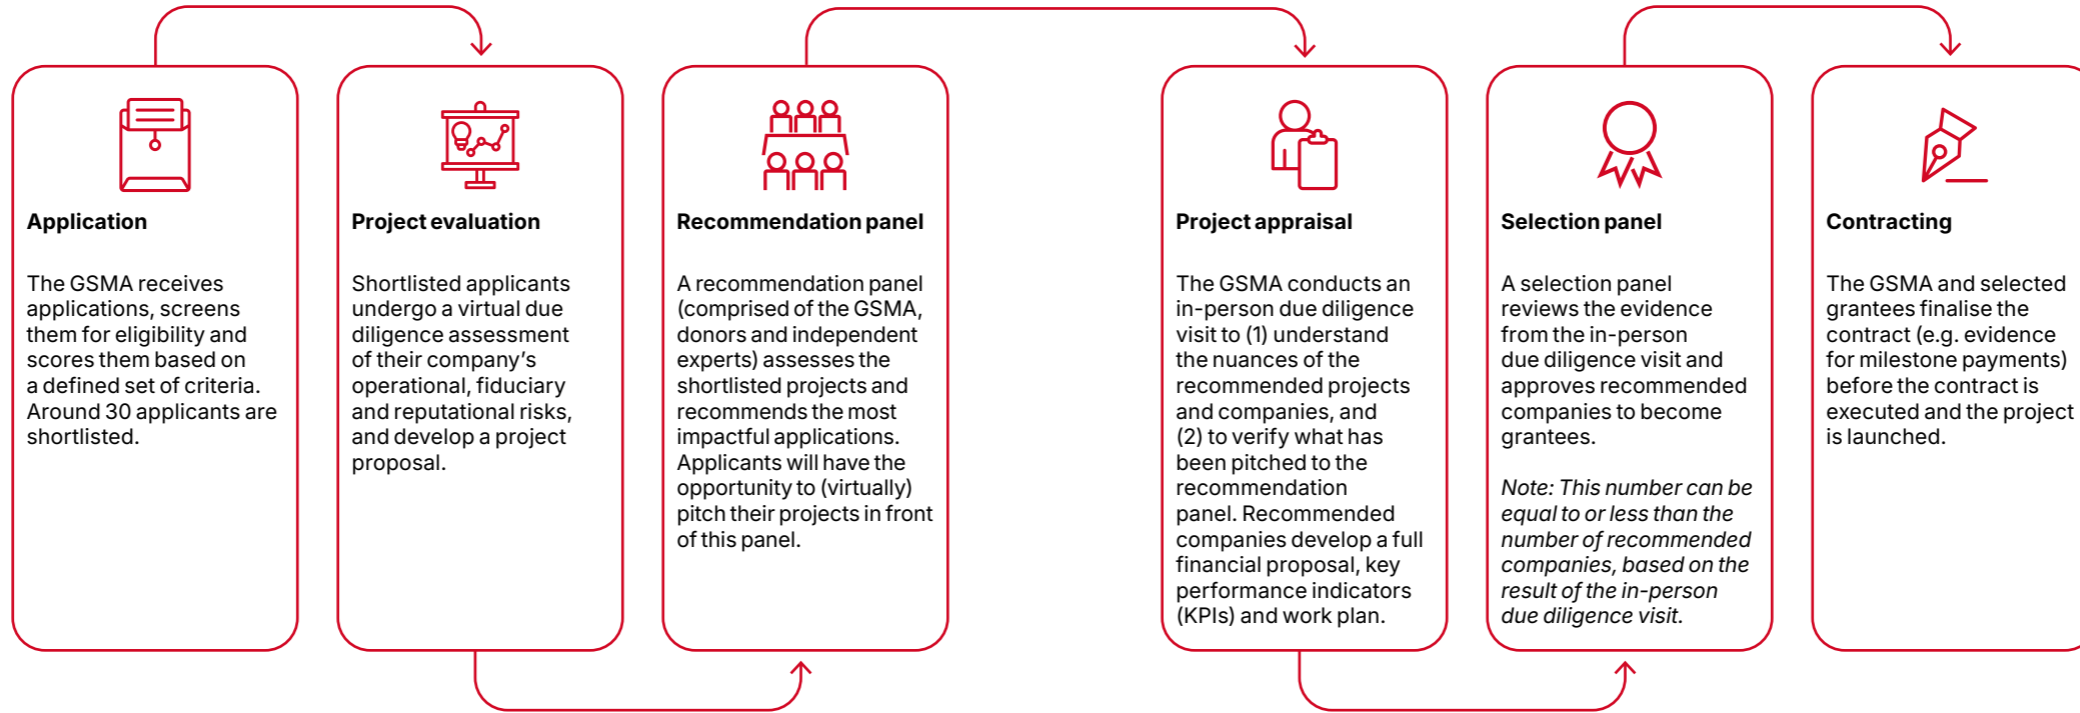 Application
The GSMA receives
applications, screens
them for eligibility and
scores them based on
a defined set of criteria.
Around 30 applicants are
shortlisted.
Project evaluation
Shortlisted applicants
undergo a virtual due
diligence assessment
of their company’s
operational, fiduciary
and reputational risks,
and develop a project
proposal.
Recommendation panel
A recommendation panel
(comprised of the GSMA,
donors and independent
experts) assesses the
shortlisted projects and
recommends the most
impactful applications.
Applicants will have the
opportunity to (virtually)
pitch their projects in front
of this panel.
Project appraisal
The GSMA conducts an
in-person due diligence
visit to (1) understand
the nuances of the
recommended projects
and companies, and
(2) to verify what has
been pitched to the
recommendation
panel. Recommended
companies develop a full
financial proposal, key
performance indicators
(KPIs) and work plan.
Selection panel
A selection panel
reviews the evidence
from the in-person
due diligence visit and
approves recommended
companies to become
grantees.
Note: This number can be
equal to or less than the
number of recommended
companies, based on the
result of the in-person
due diligence visit.
Contracting
The GSMA and selected
grantees finalise the
contract (e.g. evidence
for milestone payments)
before the contract is
executed and the project
is launched.